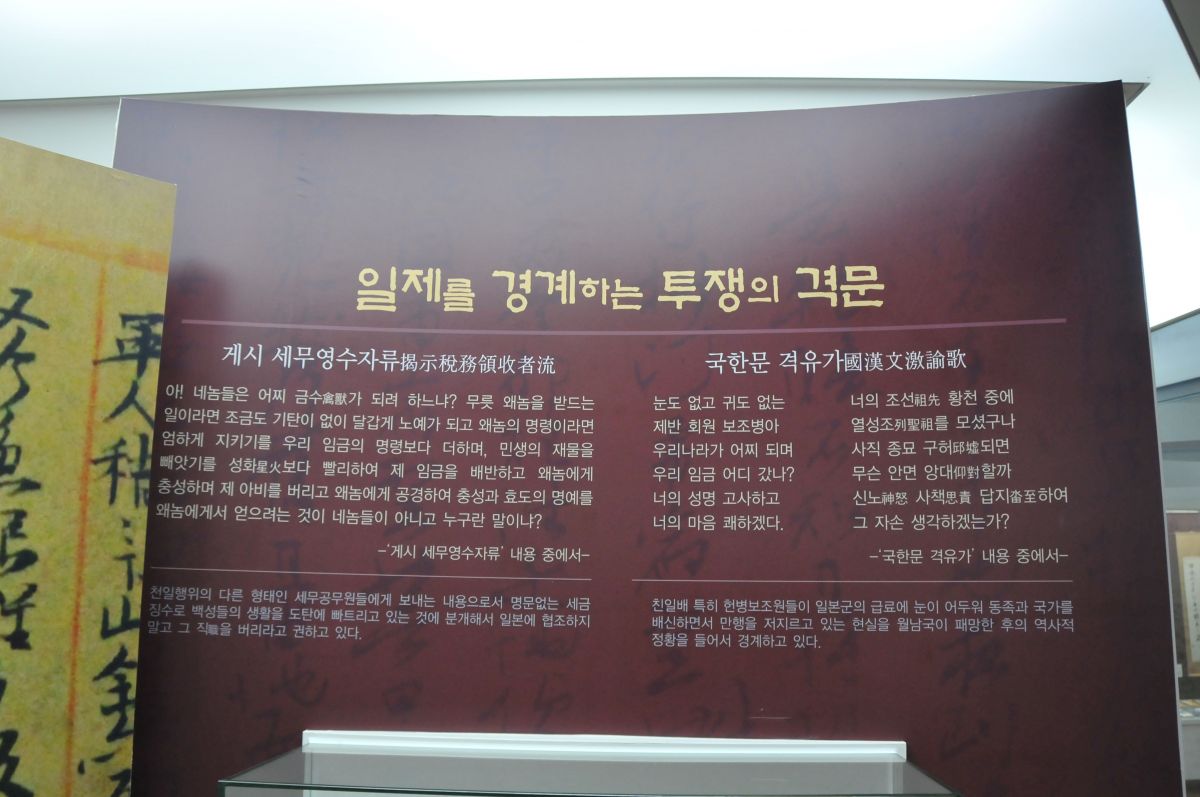 일제를 경계하는 투쟁의 격문
게시 세무영수자류揭示稅務領收者流
아! 네놈들은 어찌 금수禽獸가 되려 하느냐? 무릇 왜놈을 받드는
일이라면 조금도 기탄이 없이 달갑게 노예가 되고 왜놈의 명령이라면
엄하게 지키기를 우리 임금의 명령보다 더하며, 민생의 재물을
빼앗기를 성화星火보다 빨리하여 제 임금을 배반하고 왜놈에게
충성하며 제 아비를 버리고 왜놈에게 공경하여 충성과 효도의 명예를
왜놈에게서 얻으려는 것이 네놈들이 아니고 누구란 말이냐?
-'게시 세무영수자류' 내용 중에서-
천일행위의 다른 형태인 세무공무원들에게 보내는 내용으로서 명문없는 세금
징수로 백성들의 생활을 도탄에 빠트리고 있는 것에 분개해서 일본에 협조하지
말고 그 직職을 버리라고 권하고 있다.
국한문 격유가國漢文激諭歌
눈도 없고 귀도 없는
제반 회원 보조병아
우리나라가 어찌 되며
우리 임금 어디 갔나?
너의 성명 고사하고
너의 마음 쾌하겠다.
너의 조선祖先 황천 중에
열성조列聖祖를 모셨구나
사직 종묘 구허邱墟되면
무슨 안면 앙대仰對할까
신노神怒 사책思責 답지畓至하여
그 자손 생각하겠는가?
-'국한문 격유가' 내용 중에서-
친일배 특히 헌병보조원들이 일본군의 급료에 눈이 어두워 동족과 국가를
배신하면서 만행을 저지르고 있는 현실을 월남국이 패망한 후의 역사적
정황을 들어서 경계하고 있다.
軍人稱
山金